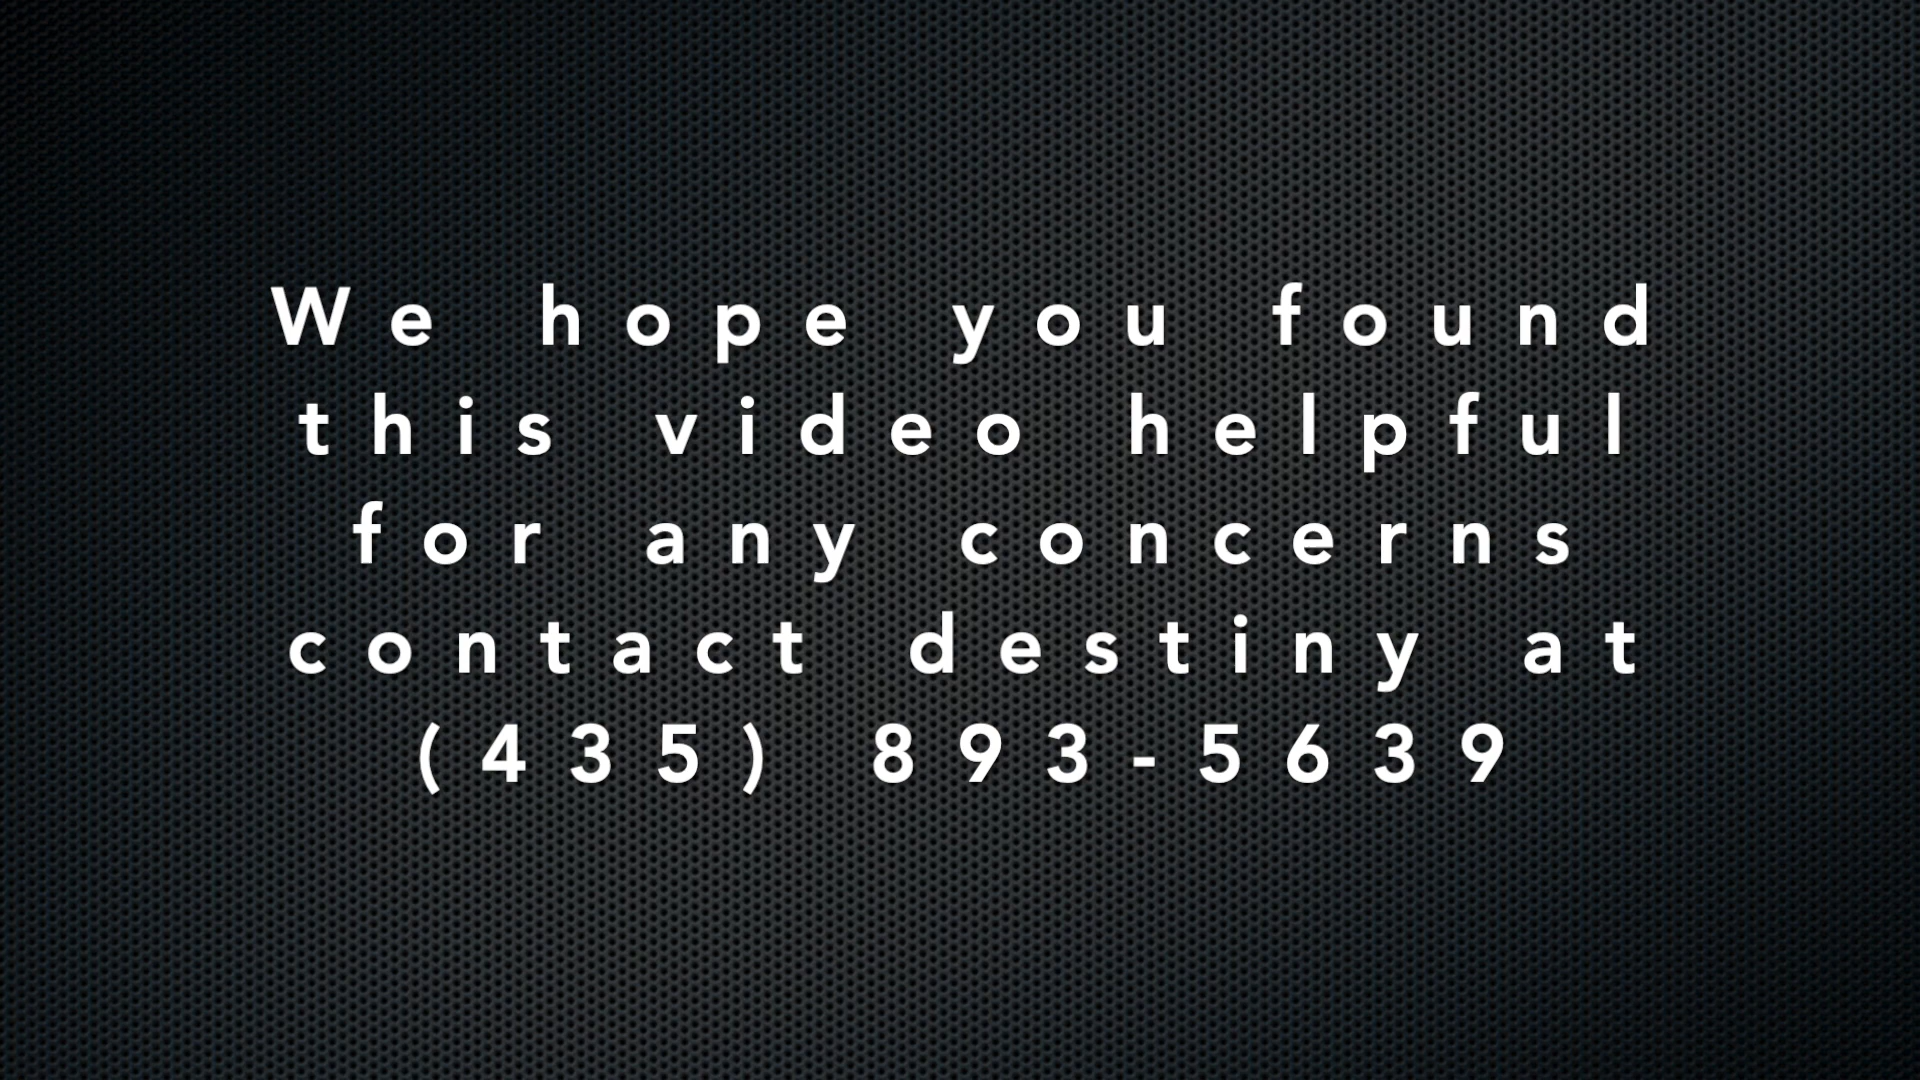 We hope you found
this video helpful
for any concerns
contact destiny at
(435) 893-5639